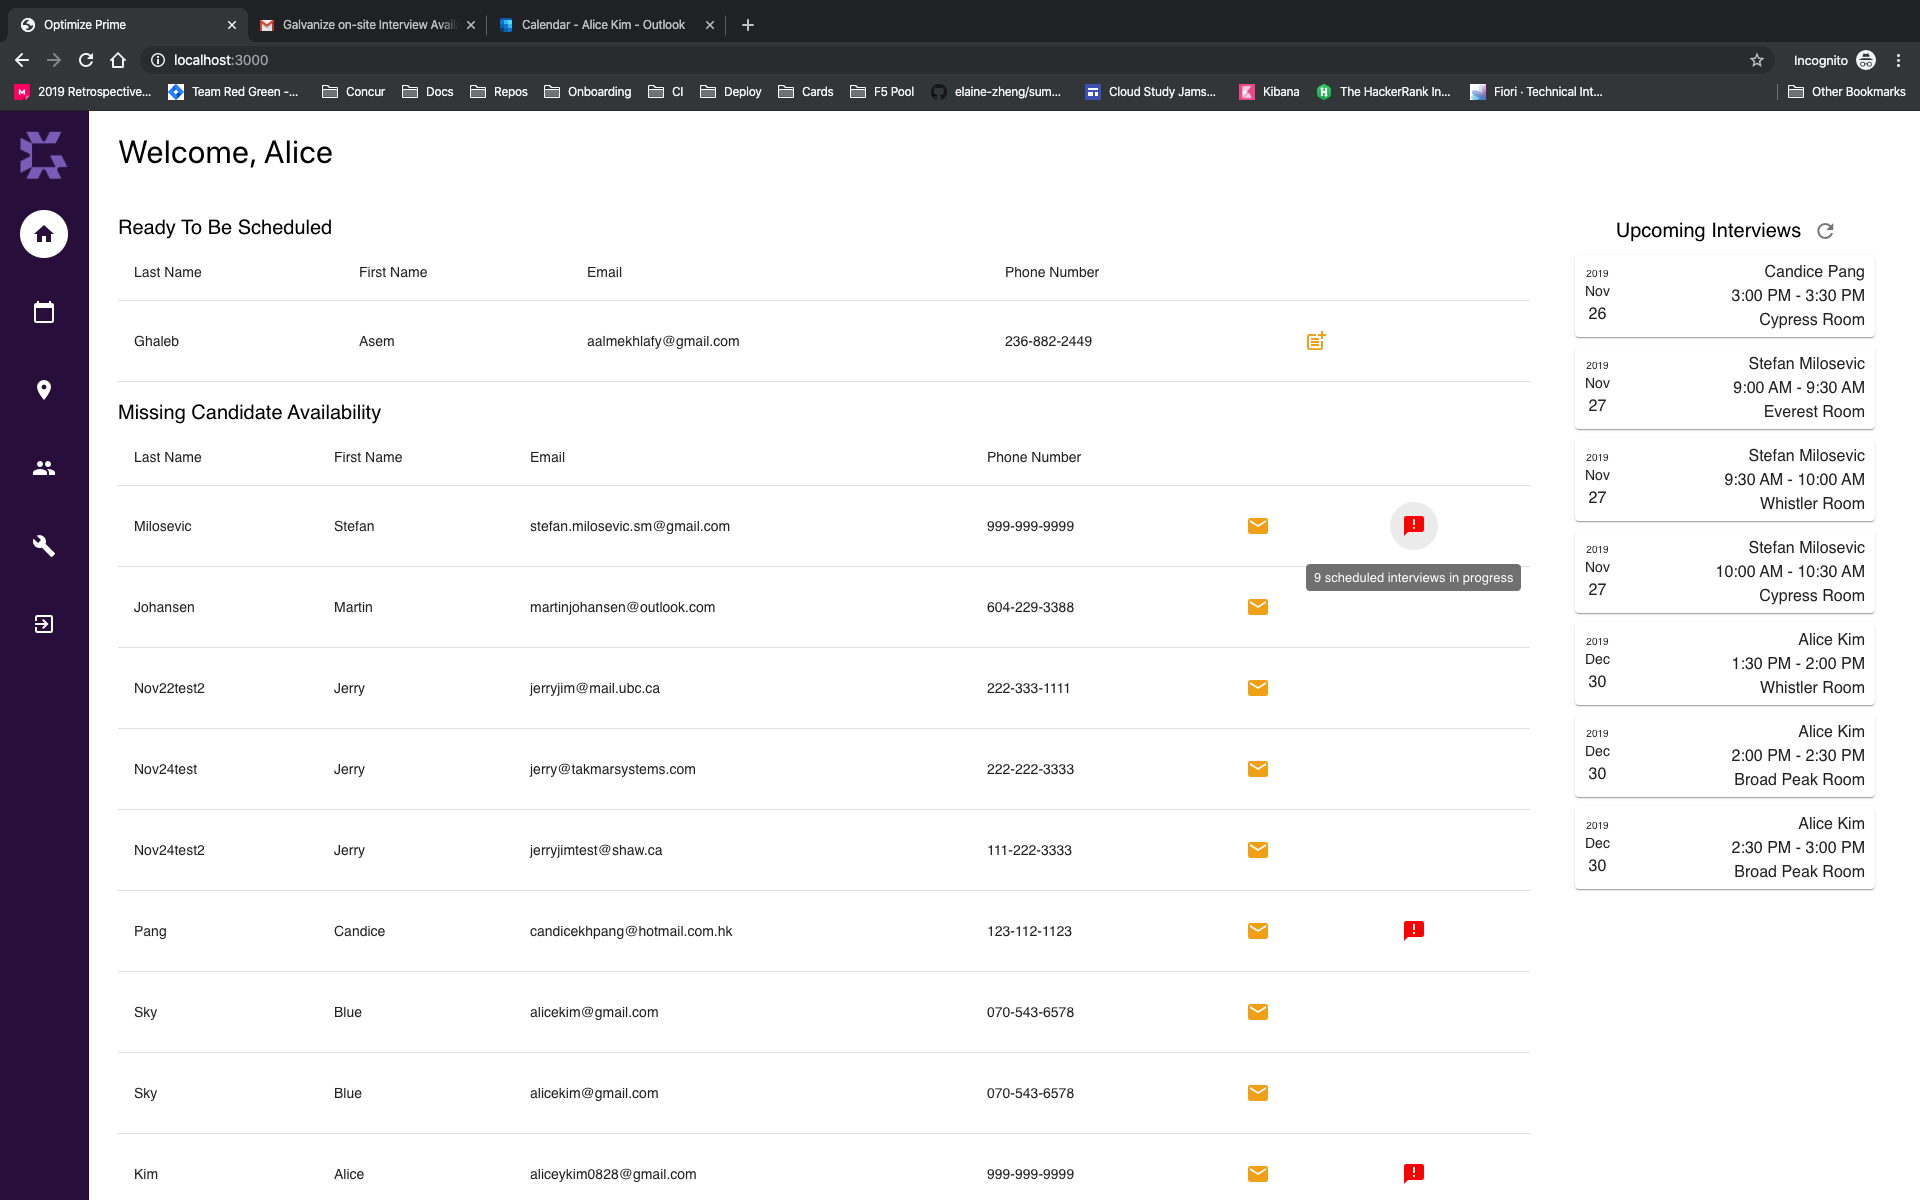 Optimize Prime
Galvanize on-site Interview Avail
Calendar - Alice Kim - Outlook
localhost:3000
Incognito
2019 Retrospective...
Team Red Green -...
Concur
Docs
Repos
Onboarding
CI
Deploy
Cards
F5 Pool
elaine-zheng/sum...
Cloud Study Jams...
Kibana
The HackerRank In...
Fiori · Technical Int...
Other Bookmarks
Welcome, Alice
Ready To Be Scheduled
Last Name First Name Email Phone Number
Ghaleb Asem aalmekhlafy@gmail.com 236-882-2449
Missing Candidate Availability
Last Name First Name Email Phone Number
Milosevic Stefan stefan.milosevic.sm@gmail.com 999-999-9999
9 scheduled interviews in progress
Johansen Martin martinjohansen@outlook.com 604-229-3388
Nov22test2 Jerry jerryjim@mail.ubc.ca 222-333-1111
Nov24test Jerry jerry@takmarsystems.com 222-222-3333
Nov24test2 Jerry jerryjimtest@shaw.ca 111-222-3333
Pang Candice candicekhpang@hotmail.com.hk 123-112-1123
Sky Blue alicekim@gmail.com 070-543-6578
Sky Blue alicekim@gmail.com 070-543-6578
Kim Alice aliceykim0828@gmail.com 999-999-9999
Upcoming Interviews
2019
Nov
26
Candice Pang
3:00 PM - 3:30 PM
Cypress Room
2019
Nov
27
Stefan Milosevic
9:00 AM - 9:30 AM
Everest Room
2019
Nov
27
Stefan Milosevic
9:30 AM - 10:00 AM
Whistler Room
2019
Nov
27
Stefan Milosevic
10:00 AM - 10:30 AM
Cypress Room
2019
Dec
30
Alice Kim
1:30 PM - 2:00 PM
Whistler Room
2019
Dec
30
Alice Kim
2:00 PM - 2:30 PM
Broad Peak Room
2019
Dec
30
Alice Kim
2:30 PM - 3:00 PM
Broad Peak Room